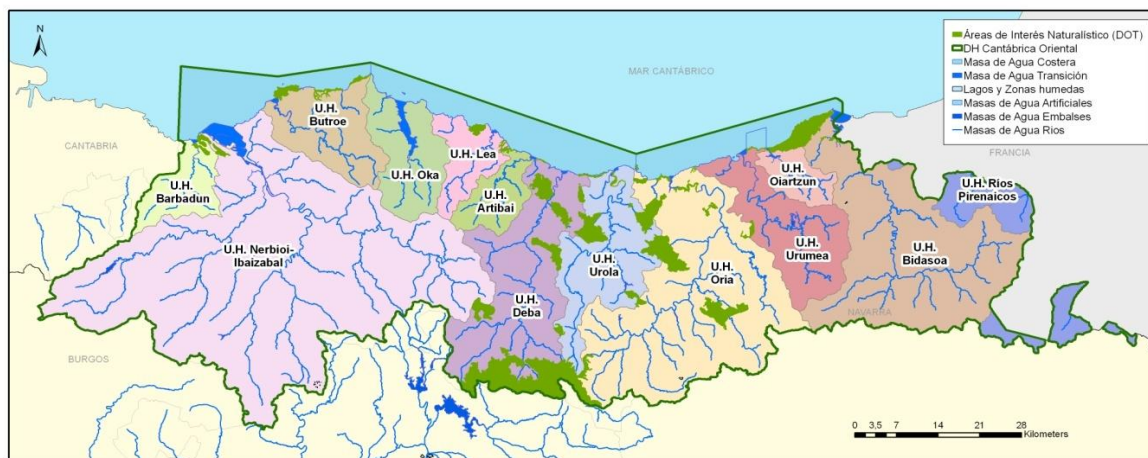 N
MAR CANTÁBRICO
Áreas de Interés Naturalístico (DOT)
DH Cantábrica Oriental
Masa de Agua Costera
Masa de Agua Transición
Lagos y Zonas humedas
Masas de Agua Artificiales
Masas de Agua Embalses
Masas de Agua Rios
CANTABRIA
FRANCIA
U.H.
Butroe
U.H. Lea
U.H. Oka
U.H.
Artibai
U.H.
Barbadun
U.H.
Oiartzun
U.H. Rios
Pirenaicos
U.H. Nerbioi-
Ibaizabal
U.H.
Urola
U.H.
Urumea
U.H.
Bidasoa
U.H.
Oria
U.H.
Deba
NAVARRA
BURGOS
0 3,5 7 14 21 28
Kilometers